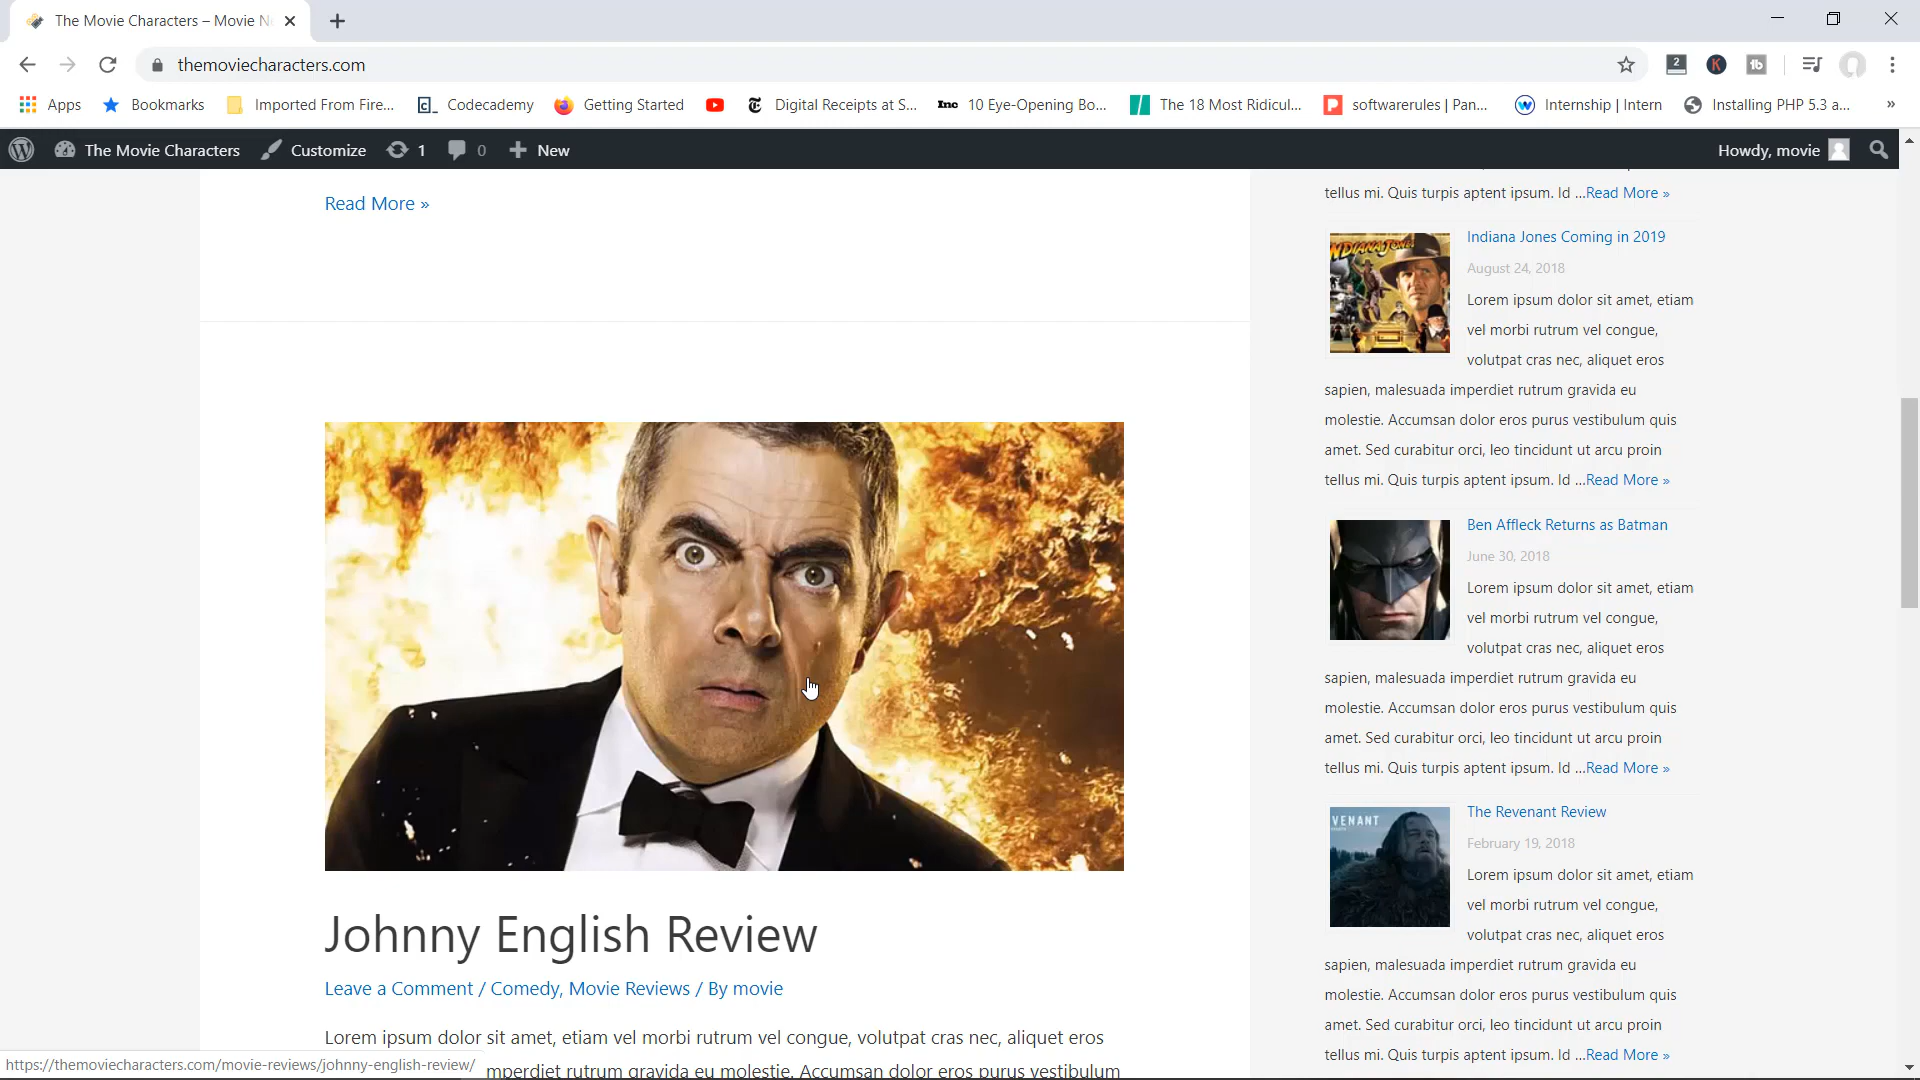 The Movie Characters – Movie N
themoviecharacters.com
2
K
tb
Apps
Bookmarks
Imported From Fire...
Codecademy
Getting Started
Digital Receipts at S...
Inc
10 Eye-Opening Bo...
The 18 Most Ridicul...
softwarerules | Pan...
Internship | Intern
Installing PHP 5.3 a...
»
The Movie Characters
Customize
1
0
New
Howdy, movie
Read More »
Johnny English Review
Leave a Comment / Comedy, Movie Reviews / By movie
Lorem ipsum dolor sit amet, etiam vel morbi rutrum vel congue, volutpat cras nec, aliquet eros
mperdiet rutrum gravida eu molestie. Accumsan dolor eros purus vestibulum
https://themoviecharacters.com/movie-reviews/johnny-english-review/
tellus mi. Quis turpis aptent ipsum. Id ...Read More »
INDIANA JONES
Indiana Jones Coming in 2019
August 24, 2018
Lorem ipsum dolor sit amet, etiam
vel morbi rutrum vel congue,
volutpat cras nec, aliquet eros
sapien, malesuada imperdiet rutrum gravida eu
molestie. Accumsan dolor eros purus vestibulum quis
amet. Sed curabitur orci, leo tincidunt ut arcu proin
tellus mi. Quis turpis aptent ipsum. Id ...Read More »
Ben Affleck Returns as Batman
June 30, 2018
Lorem ipsum dolor sit amet, etiam
vel morbi rutrum vel congue,
volutpat cras nec, aliquet eros
sapien, malesuada imperdiet rutrum gravida eu
molestie. Accumsan dolor eros purus vestibulum quis
amet. Sed curabitur orci, leo tincidunt ut arcu proin
tellus mi. Quis turpis aptent ipsum. Id ...Read More »
VENANT
The Revenant Review
February 19, 2018
Lorem ipsum dolor sit amet, etiam
vel morbi rutrum vel congue,
volutpat cras nec, aliquet eros
sapien, malesuada imperdiet rutrum gravida eu
molestie. Accumsan dolor eros purus vestibulum quis
amet. Sed curabitur orci, leo tincidunt ut arcu proin
tellus mi. Quis turpis aptent ipsum. Id ...Read More »